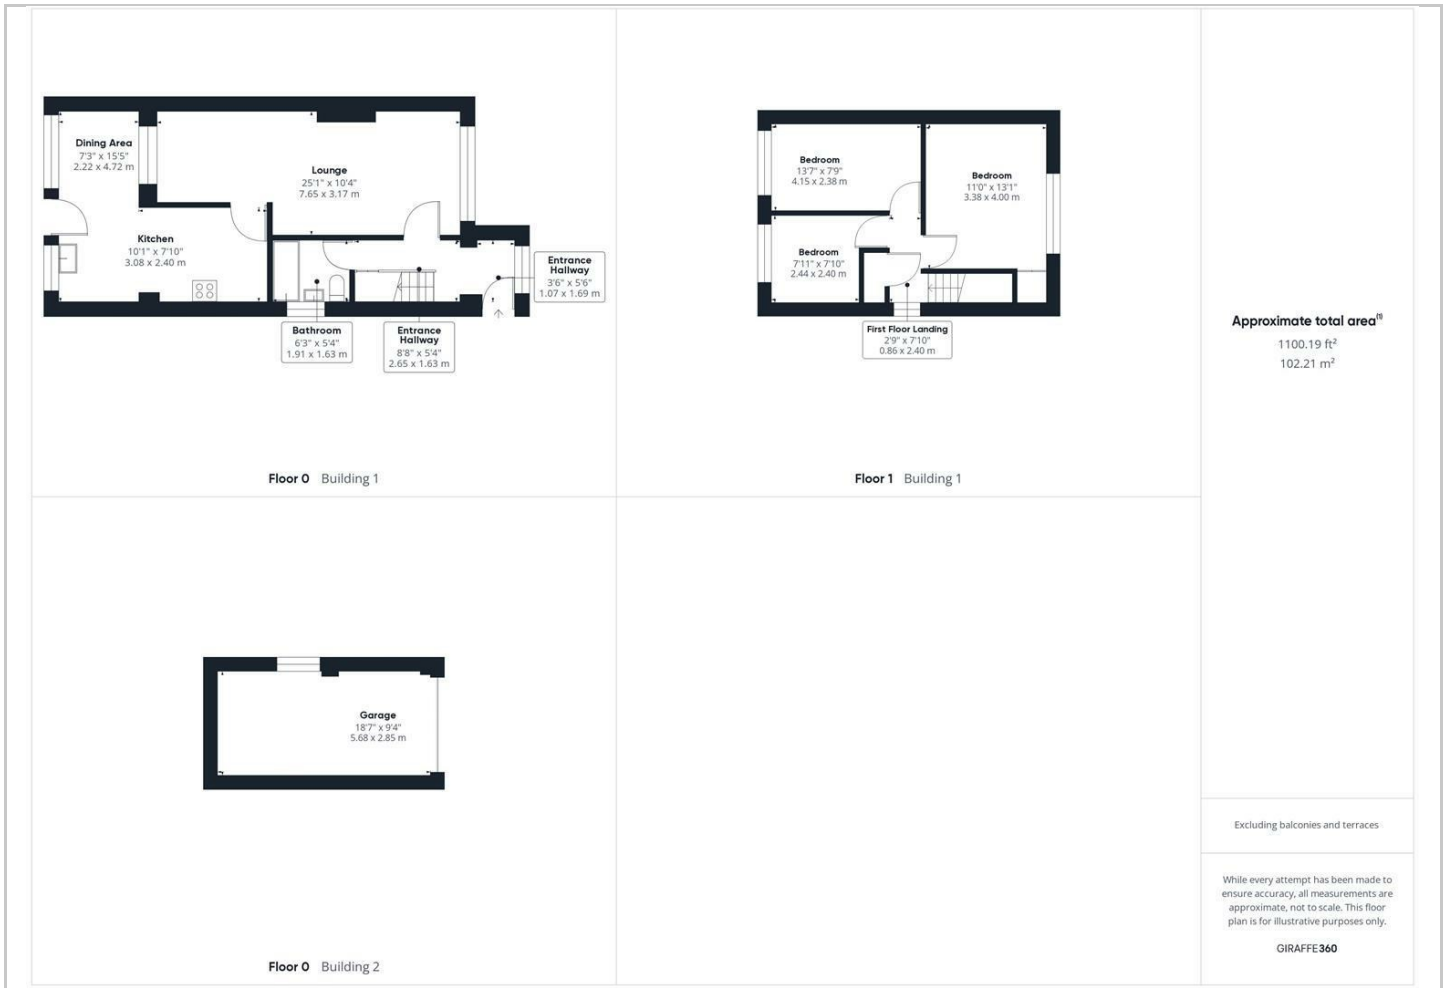 Dining Area
7'3" x 15'5"
2.22 x 4.72 m
Lounge
25'1" x 10'4"
7.65 x 3.17 m
Kitchen
10'1" x 7'10"
3.08 x 2.40 m
Entrance
Hallway
3'6" x 5'6"
1.07 x 1.69 m
Bathroom
6'3" x 5'4"
1.91 x 1.63 m
Entrance
Hallway
8'8" x 5'4"
2.65 x 1.63 m
Floor 0 Building 1
Bedroom
13'7" x 7'9"
4.15 x 2.38 m
Bedroom
11'0" x 13'1"
3.38 x 4.00 m
Bedroom
7'11" x 7'10"
2.44 x 2.40 m
First Floor Landing
2'9" x 7'10"
0.86 x 2.40 m
Floor 1 Building 1
Garage
18'7" x 9'4"
5.68 x 2.85 m
Floor 0 Building 2
Approximate total area(1)
1100.19 ft²
102.21 m²
Excluding balconies and terraces
While every attempt has been made to
ensure accuracy, all measurements are
approximate, not to scale. This floor
plan is for illustrative purposes only.
GIRAFFE360